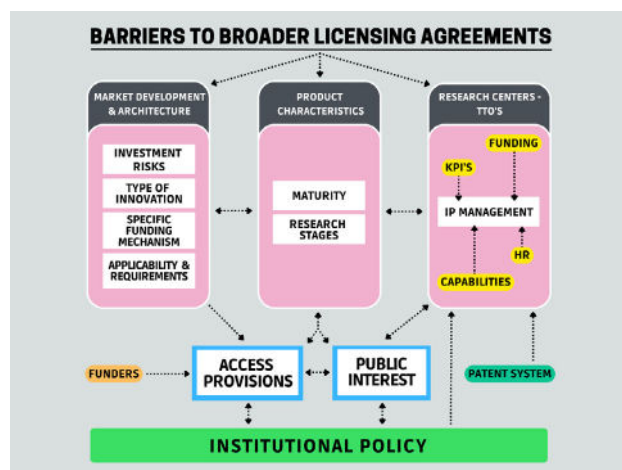 BARRIERS TO BROADER LICENSING AGREEMENTS
MARKET DEVELOPMENT
& ARCHITECTURE
INVESTMENT
RISKS
TYPE OF
INNOVATION
SPECIFIC
FUNDING
MECHANISM
APPLICABILITY &
REQUIREMENTS
PRODUCT
CHARACTERISTICS
MATURITY
RESEARCH
STAGES
RESEARCH CENTERS -
TTO'S
FUNDING
KPI'S
IP MANAGEMENT
HR
CAPABILITIES
FUNDERS
ACCESS
PROVISIONS
PUBLIC
INTEREST
PATENT SYSTEM
INSTITUTIONAL POLICY